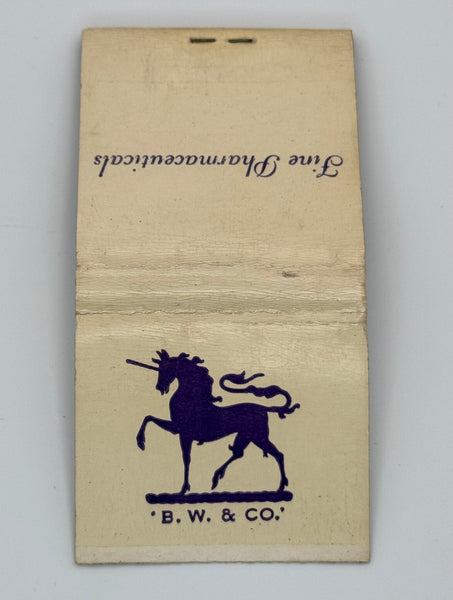 Fine Pharmaceuticals
'B. W. & CO.'